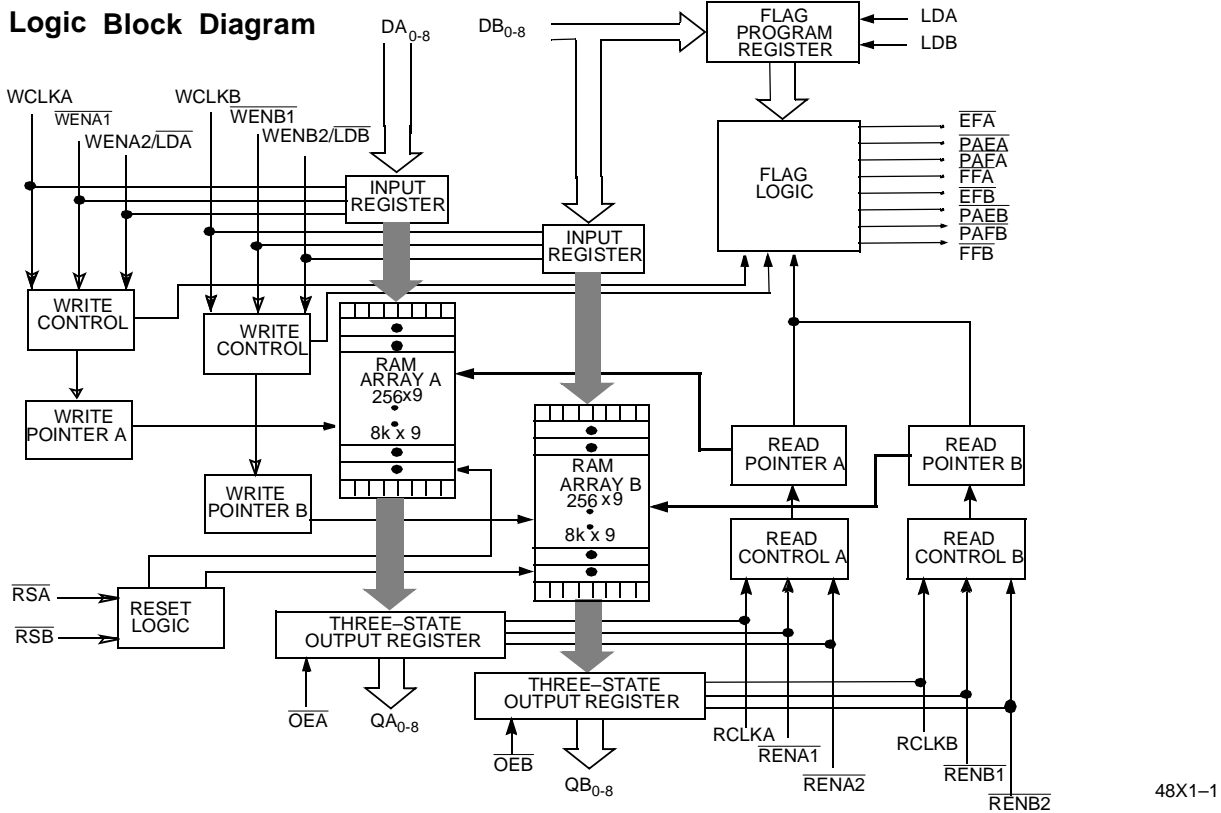 Logic Block Diagram
DA0-8
DB0-8
FLAG
PROGRAM
REGISTER
LDA
LDB
WCLKA
WENA1
WENA2/LDA
WCLKB
WENB1
WENB2/LDB
INPUT
REGISTER
INPUT
REGISTER
FLAG
LOGIC
EFA
PAEA
PAFA
FFA
EFB
PAEB
PAFB
FFB
WRITE
CONTROL
WRITE
CONTROL
RAM
ARRAY A
256x9
8k x 9
WRITE
POINTER A
WRITE
POINTER B
RAM
ARRAY B
256 x9
8k x 9
READ
POINTER A
READ
POINTER B
READ
CONTROL A
READ
CONTROL B
RSA
RSB
RESET
LOGIC
THREE–STATE
OUTPUT REGISTER
THREE–STATE
OUTPUT REGISTER
OEA
QA0-8
OEB
QB0-8
RCLKA
RENA1
RENA2
RCLKB
RENB1
RENB2
48X1–1